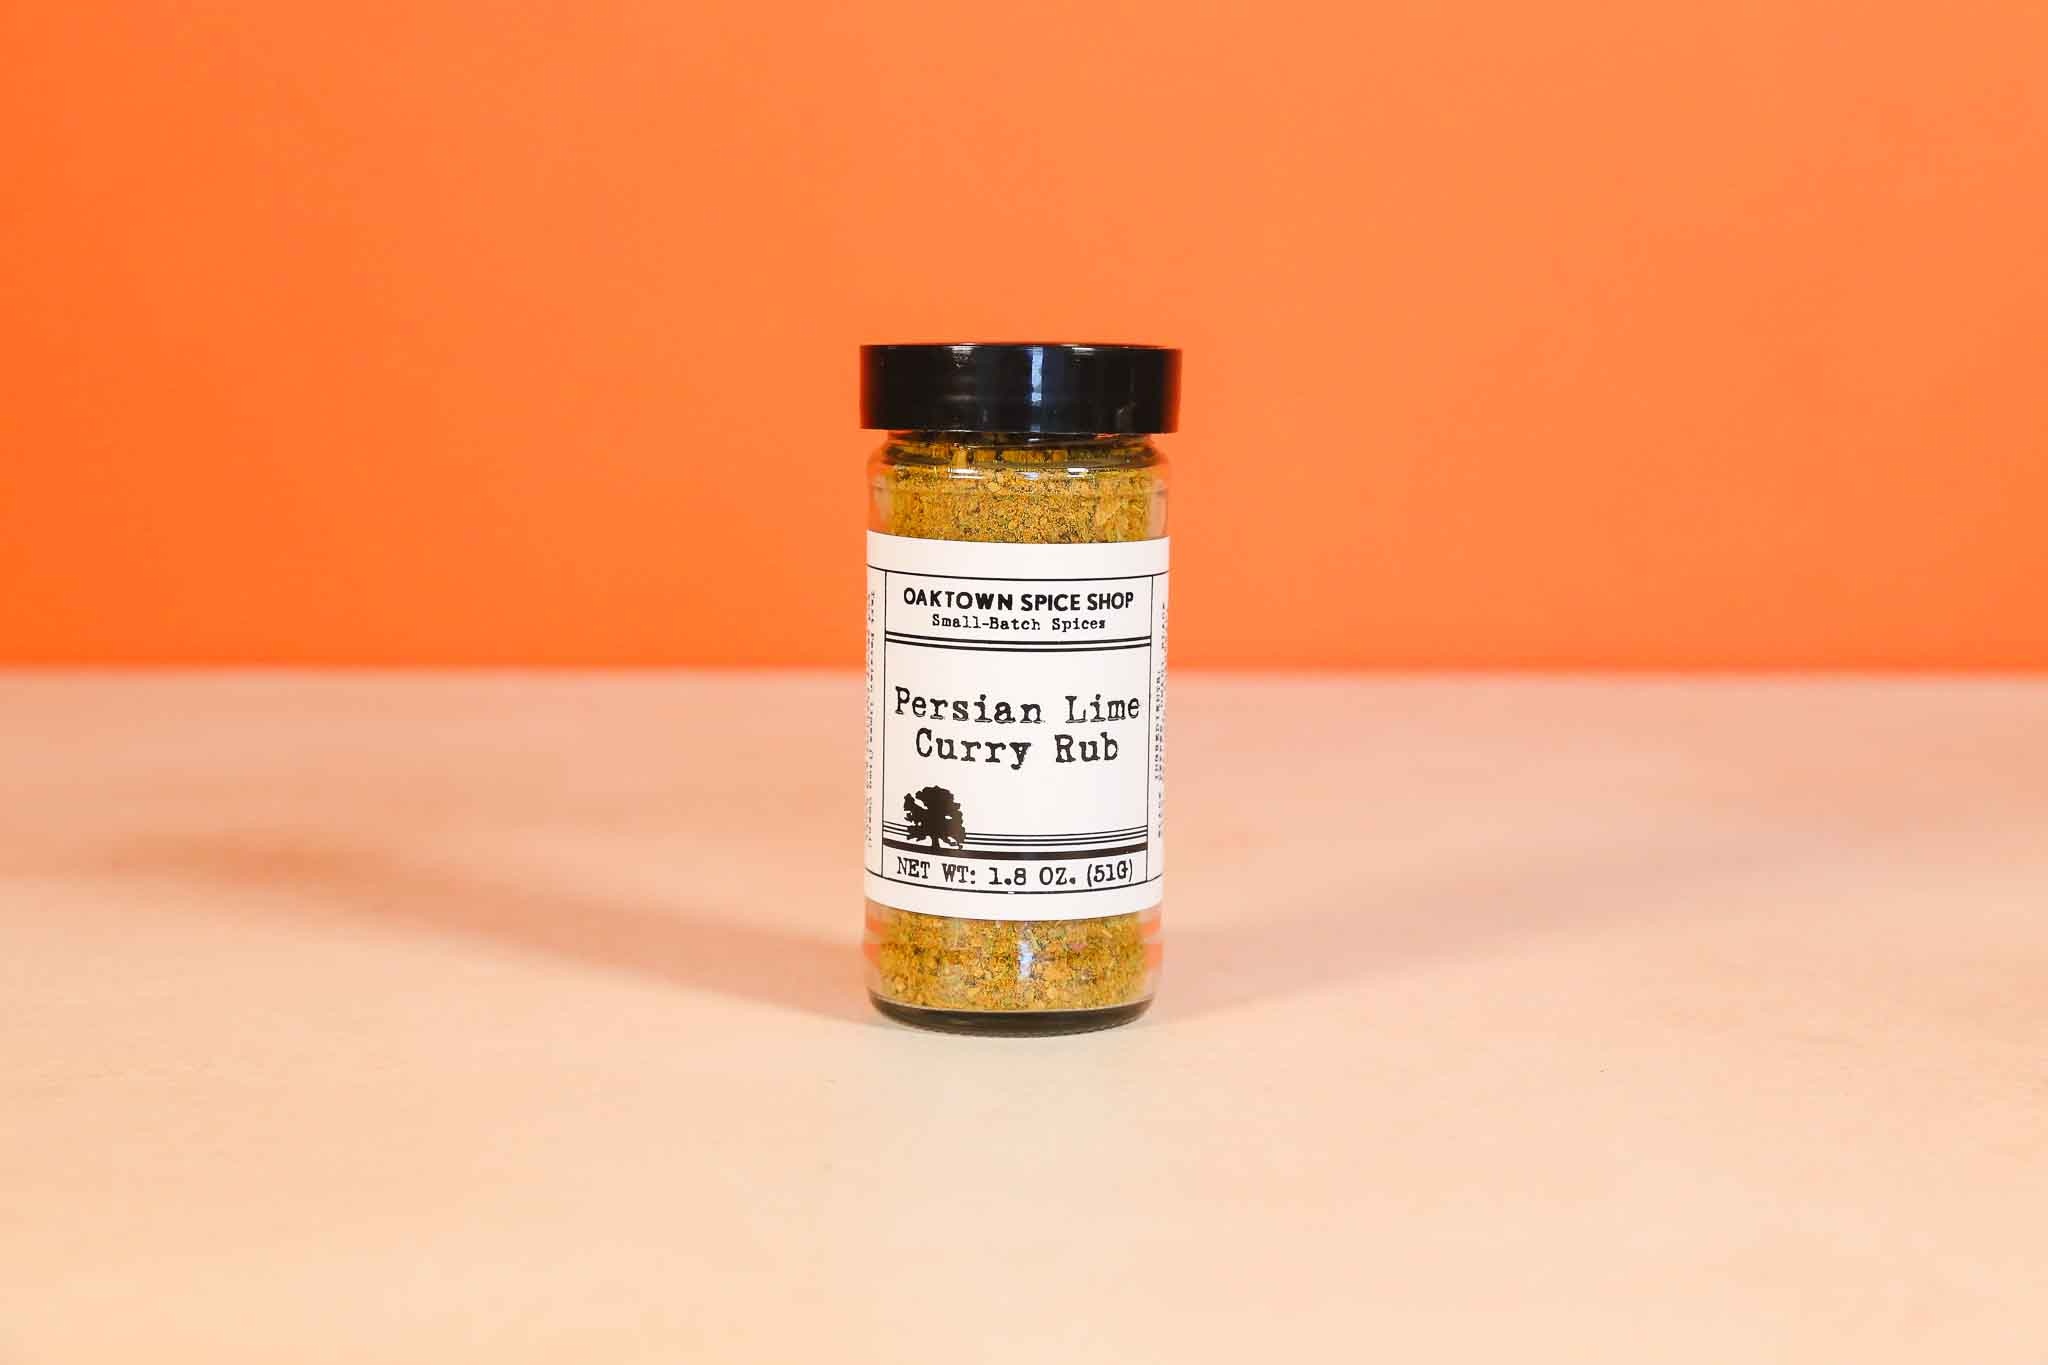 OAKTOWN SPICE SHOP
Small-Batch Spices
Persian Lime
Curry Rub
NET WT: 1.8 OZ. (51G)